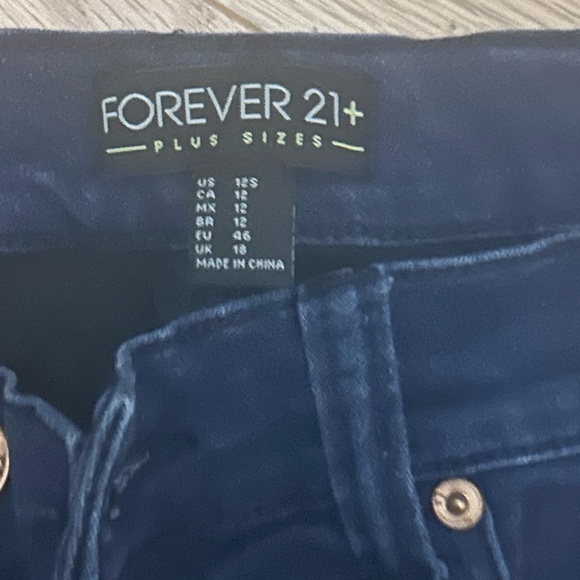 FOREVER 21+
PLUS SIZES
US 12S
CA 12
MX 12
BR 12
EU 46
UK 18
MADE IN CHINA